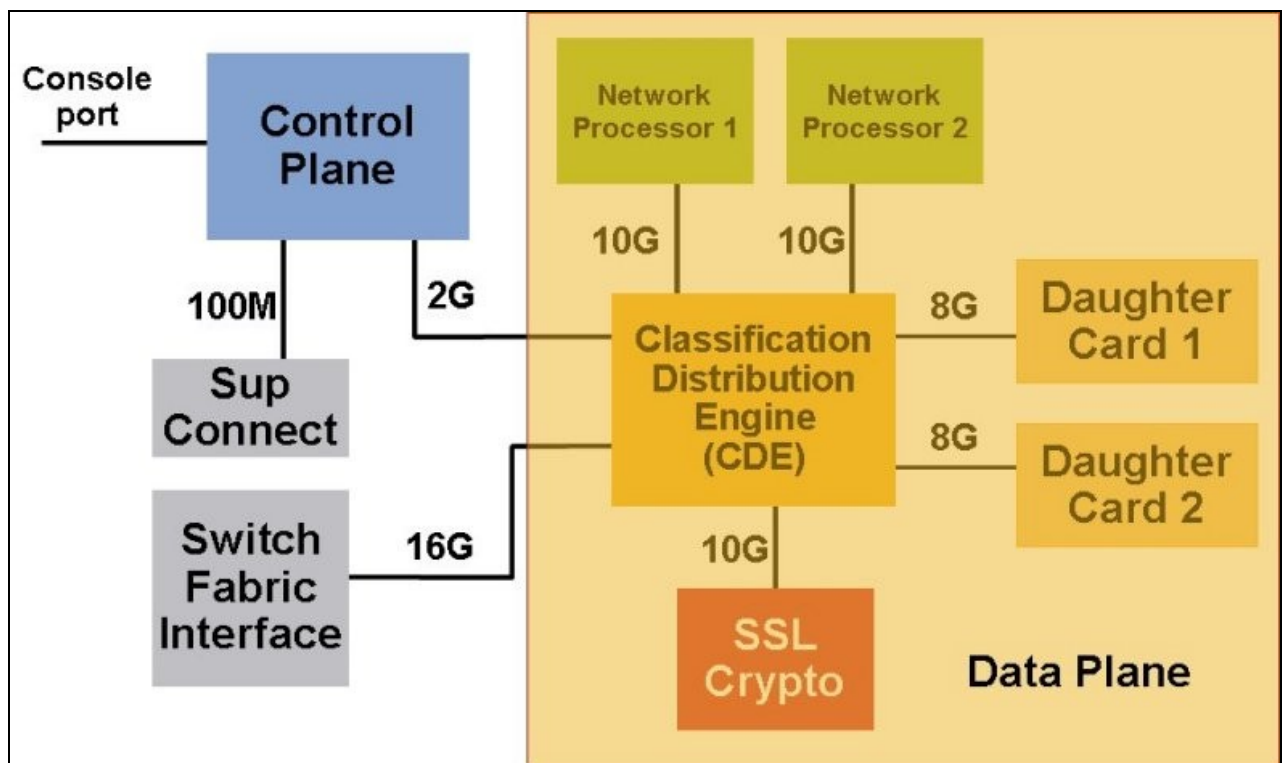 Console
port
Control
Plane
100M
2G
Sup
Connect
Switch
Fabric
Interface
16G
Network
Processor 1
Network
Processor 2
10G
10G
Classification
Distribution
Engine
(CDE)
8G
Daughter
Card 1
8G
Daughter
Card 2
10G
SSL
Crypto
Data Plane